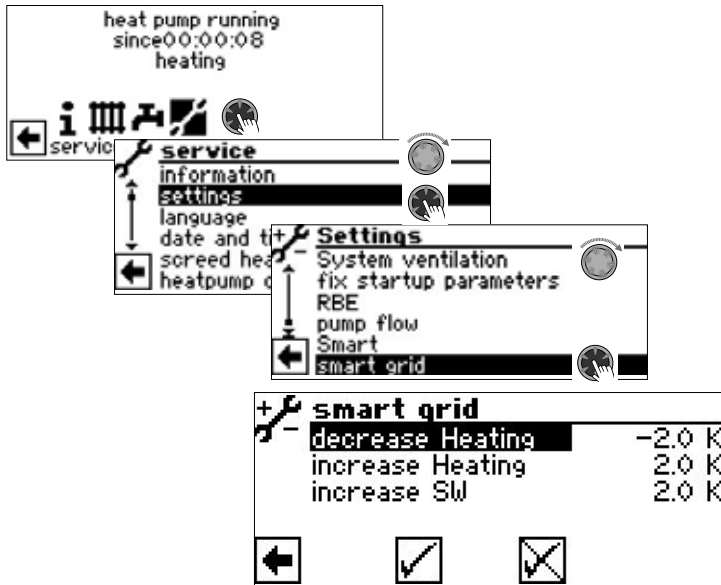 heat pump running
since00:00:08
heating
servic
service
information
settings
language
date and t
screed hea
heatpump c
Settings
System ventilation
fix startup parameters
RBE
pump flow
Smart
smart grid
smart grid
decrease Heating -2.0 K
increase Heating 2.0 K
increase SW 2.0 K